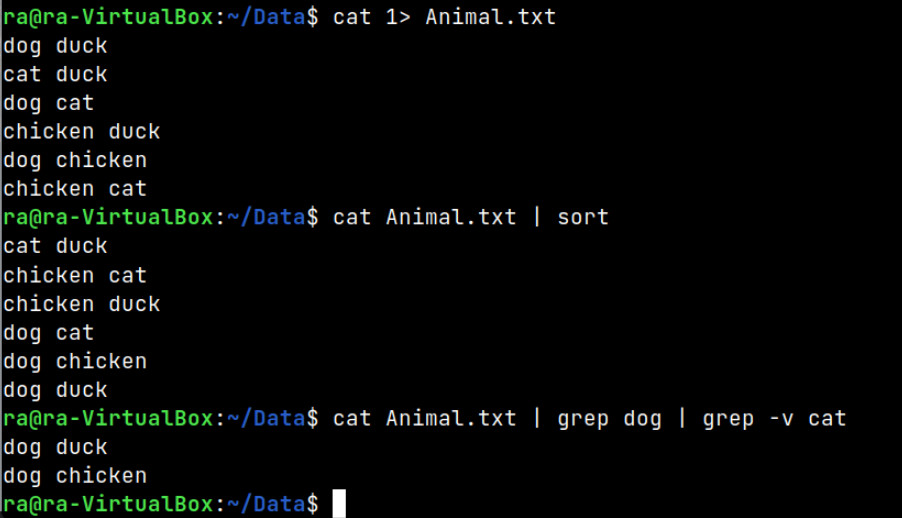 ra@ra-VirtualBox:~/Data$ cat 1> Animal.txt
dog duck
cat duck
dog cat
chicken duck
dog chicken
chicken cat
ra@ra-VirtualBox:~/Data$ cat Animal.txt | sort
cat duck
chicken cat
chicken duck
dog cat
dog chicken
dog duck
ra@ra-VirtualBox:~/Data$ cat Animal.txt | grep dog | grep -v cat
dog duck
dog chicken
ra@ra-VirtualBox:~/Data$